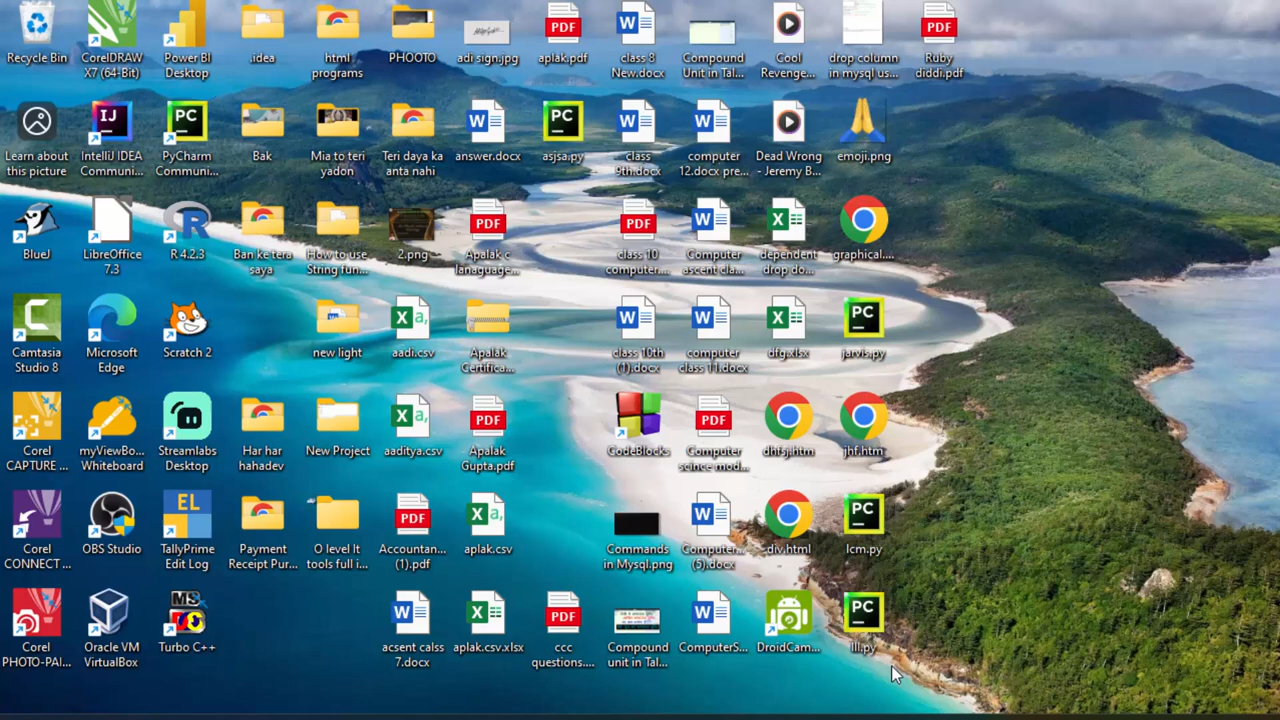 Recycle Bin
CorelDRAW
X7 (64-Bit)
Power BI
Desktop
.idea
html
programs
PHOOTO
adi sign.jpg
aplak.pdf
class 8
New.docx
Compound
Unit in Tal...
Cool
Revenge...
drop column
in mysql us...
Ruby
diddi.pdf
Learn about
this picture
IntelliJ IDEA
Communi...
PyCharm
Communi...
Bak
Mia to teri
yadon
Teri daya ka
anta nahi
answer.docx
asjsa.py
class
9th.docx
computer
12.docx pre...
Dead Wrong
- Jeremy B...
emoji.png
BlueJ
LibreOffice
7.3
R 4.2.3
Ban ke tera
saya
How to use
String fun...
2.png
Apalak c
lanaguage...
class 10
computer....
Computer
ascent cla...
dependent
drop do...
graphical....
Camtasia
Studio 8
Microsoft
Edge
Scratch 2
new light
aadi.csv
Apalak
Certifica...
class 10th
(1).docx
computer
class 11.docx
dfg.xlsx
jarvis.py
Corel
CAPTURE ...
myViewBo...
Whiteboard
Streamlabs
Desktop
Har har
hahadev
New Project
aaditya.csv
Apalak
Gupta.pdf
CodeBlocks
Computer
scince mod...
dhfsj.htm
jhf.htm
Corel
CONNECT ...
OBS Studio
TallyPrime
Edit Log
Payment
Receipt Pur...
O level It
tools full i...
Accountan...
(1).pdf
aplak.csv
Commands
in Mysql.png
Computer...
(5).docx
div.html
lcm.py
Corel
PHOTO-PAI...
Oracle VM
VirtualBox
Turbo C++
acsent calss
7.docx
aplak.csv.xlsx
ccc
questions....
Compound
unit in Tal...
ComputerS...
DroidCam...
lll.py